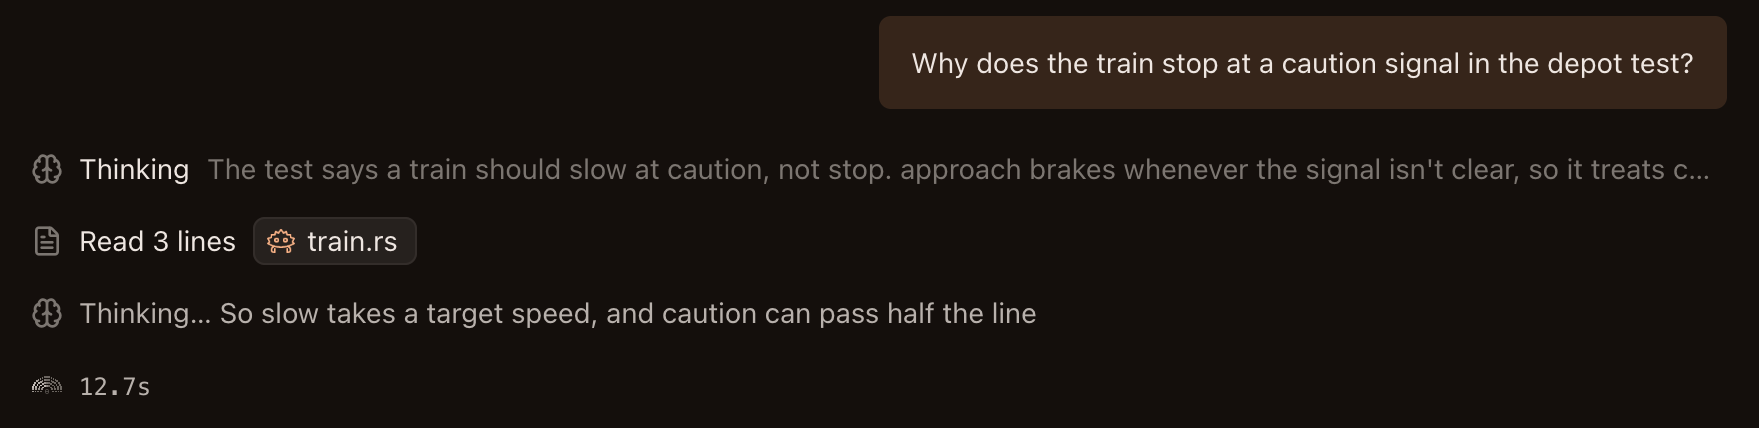 Why does the train stop at a caution signal in the depot test?
Thinking The test says a train should slow at caution, not stop. approach brakes whenever the signal isn't clear, so it treats c...
Read 3 lines train.rs
Thinking... So slow takes a target speed, and caution can pass half the line
12.7s